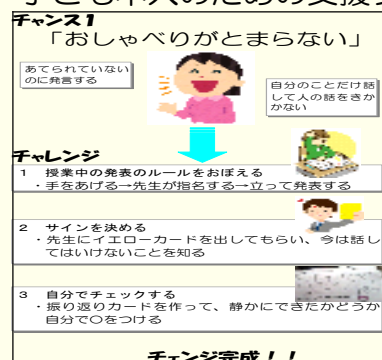 子ども本人のための支援
チャンス1
「おしゃべりがとまらない」
あてられていない
のに発言する
自分のことだけ話
して人の話をきか
かない
チャレンジ
1 授業中の発表のルールをおぼえる
・手をあげる→先生が指名する→立って発表する
2 サインを決める
・先生にイエローカードを出してもらい、今は話し
てはいけないことを知る
3 自分でチェックする
・振り返りカードを作って、静かにできたかどうか
自分で○をつける
チェンジ完成！！